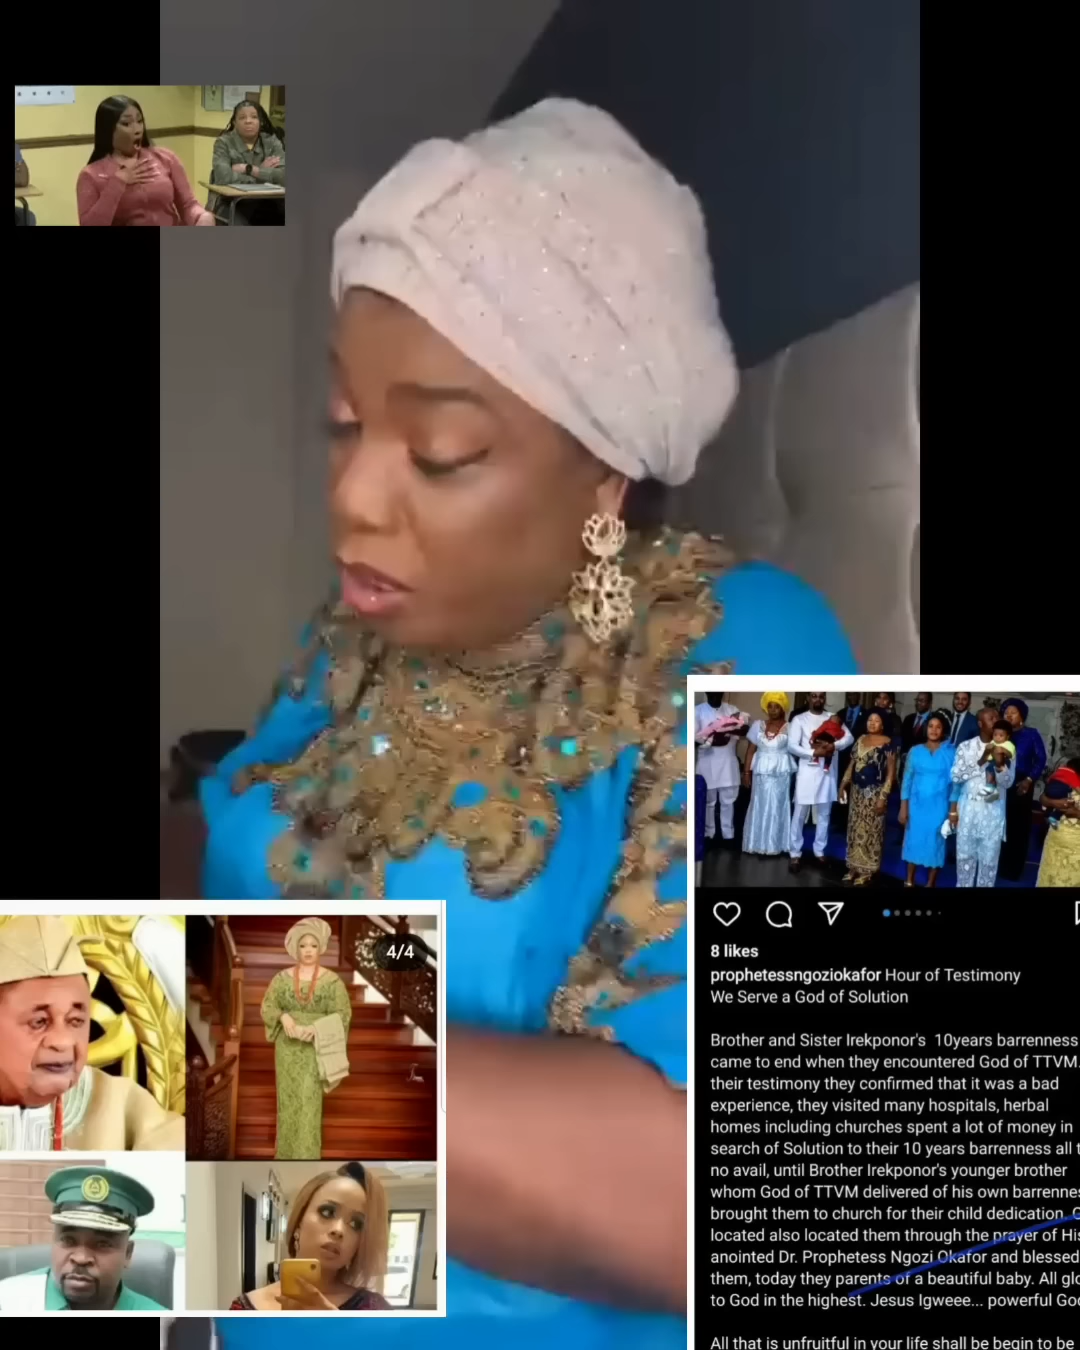 4/4
8 likes
prophetessngoziokafor Hour of Testimony
We Serve a God of Solution
Brother and Sister Irekponor's 10years barrenness
came to end when they encountered God of TTVM.
their testimony they confirmed that it was a bad
experience, they visited many hospitals, herbal
homes including churches spent a lot of money in
search of Solution to their 10 years barrenness all
no avail, until Brother Irekponor's younger brother
whom God of TTVM delivered of his own
brought them to church for their child dedication.
located also located them through the prayer of
anointed Dr. Prophetess Ngozi Okafor and blessed
them, today they parents of a beautiful baby. All
to God in the highest. Jesus Igweee... powerful
All that is unfruitful in your life shall be begin to be